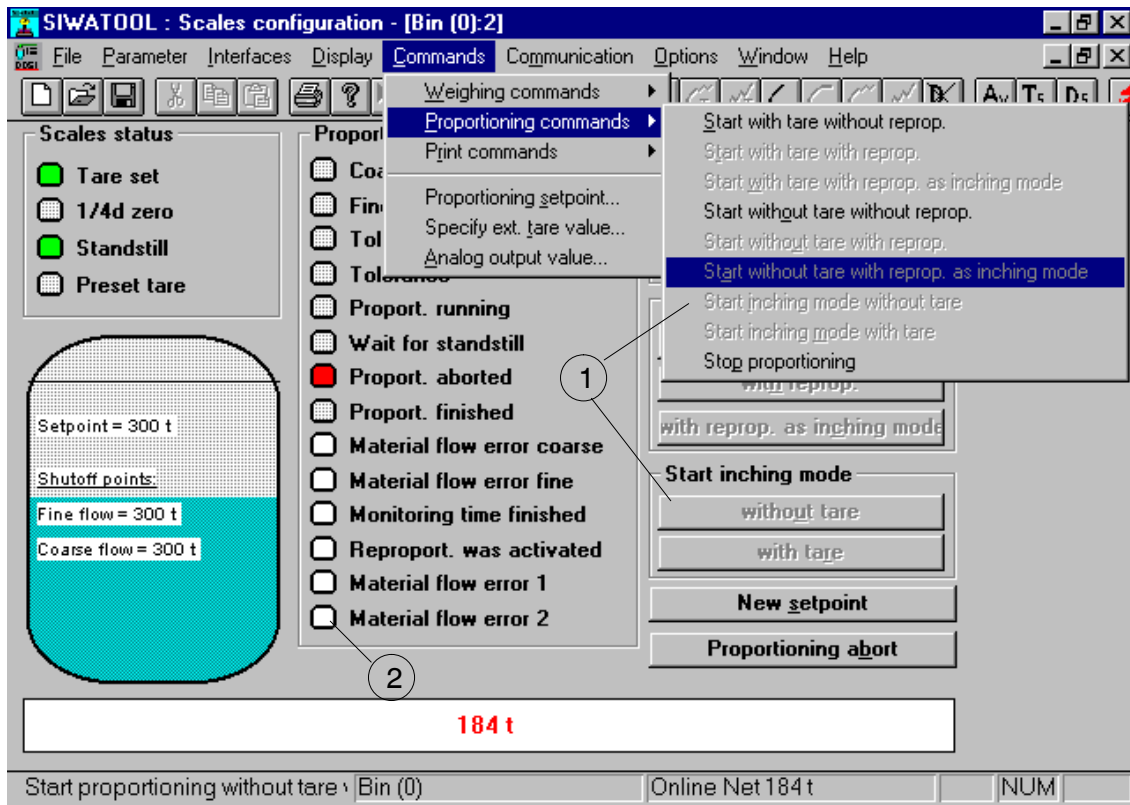 SIWATOOL : Scales configuration - [Bin (0):2]
File Parameter Interfaces Display Commands Communication Options Window Help
Weighing commands
Proportioning commands
Print commands
Proportioning setpoint...
Specify ext. tare value...
Analog output value...
Start with tare without reprop.
Start with tare with reprop.
Start with tare with reprop. as inching mode
Start without tare without reprop.
Start without tare with reprop.
Start without tare with reprop. as inching mode
Start inching mode without tare
Start inching mode with tare
Stop proportioning
Scales status
Tare set
1/4d zero
Standstill
Preset tare
Setpoint = 300 t
Shutoff points:
Fine flow = 300 t
Coarse flow = 300 t
Tolerance
Proport. running
Wait for standstill
Proport. aborted
Proport. finished
Material flow error coarse
Material flow error fine
Monitoring time finished
Reproport. was activated
Material flow error 1
Material flow error 2
1
2
with reprop.
with reprop. as inching mode
Start inching mode
without tare
with tare
New setpoint
Proportioning abort
184 t
Start proportioning without tare
Bin (0)
Online Net 184 t
NUM